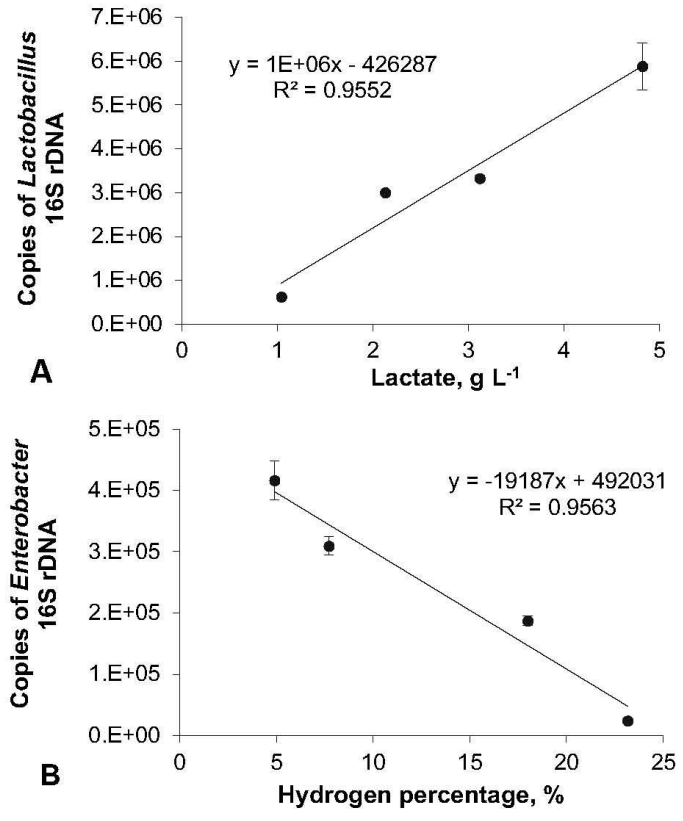 7.E+06
6.E+06
5.E+06
4.E+06
3.E+06
2.E+06
1.E+06
0.E+00
Copies of Lactobacillus
16S rDNA
y = 1E+06x - 426287
R² = 0.9552
0 1 2 3 4 5
Lactate, g L⁻¹
A
5.E+05
4.E+05
3.E+05
2.E+05
1.E+05
0.E+00
Copies of Enterobacter
16S rDNA
y = -19187x + 492031
R² = 0.9563
0 5 10 15 20 25
Hydrogen percentage, %
B